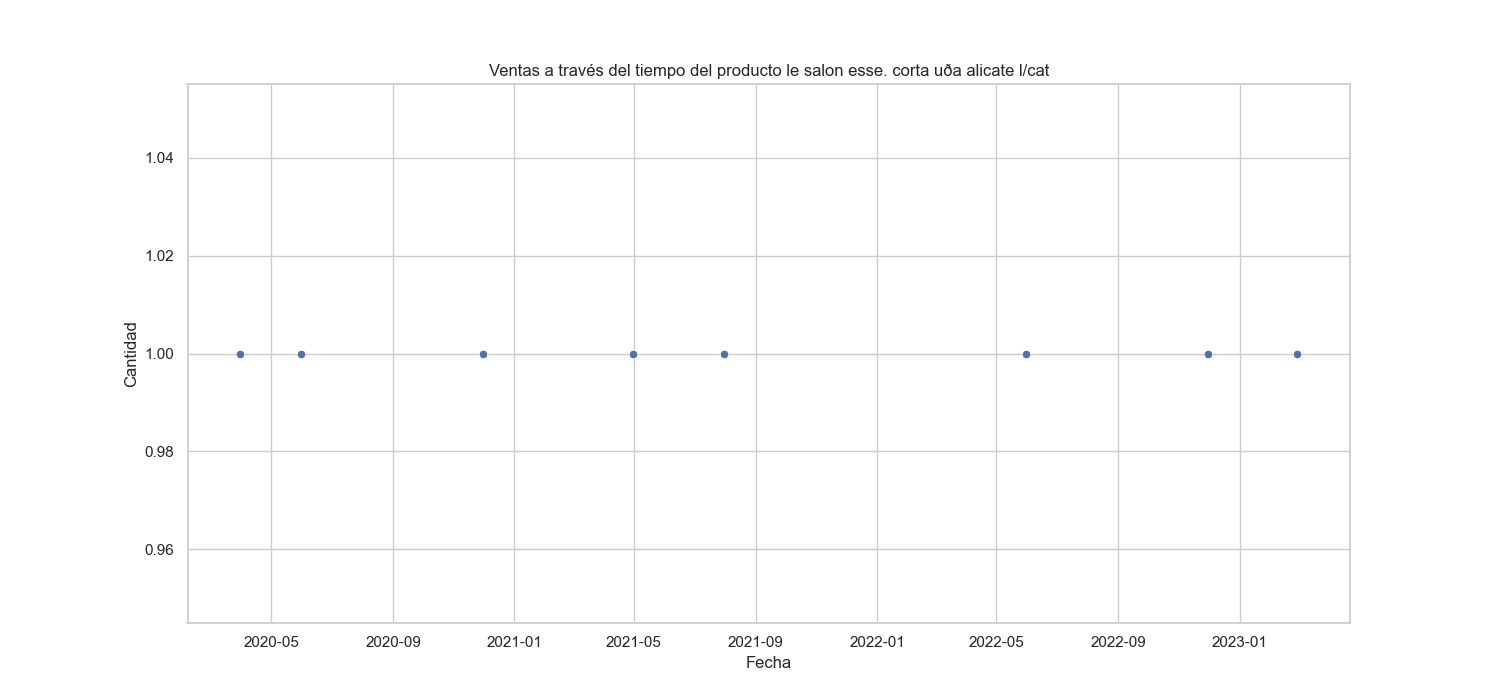 Ventas a través del tiempo del producto le salon esse. corta uða alicate l/cat
1.04
1.02
1.00
0.98
0.96
Cantidad
2020-05 2020-09 2021-01 2021-05 2021-09 2022-01 2022-05 2022-09 2023-01
Fecha